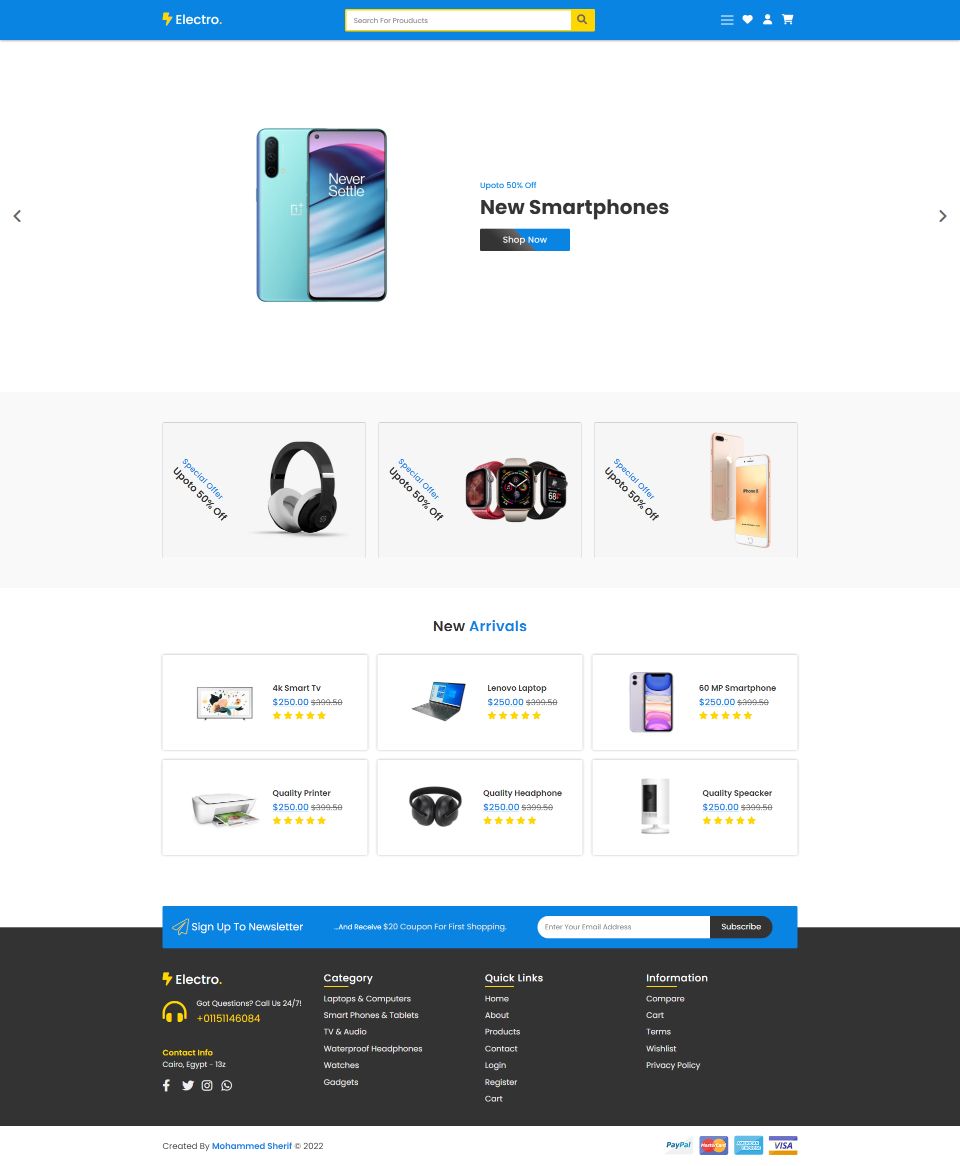 Electro.
Search For Prouducts
Never
Settle
Upoto 50% Off
New Smartphones
Shop Now
Special Offer
Upoto 50% Off
Special Offer
Upoto 50% Off
68
Special Offer
Upoto 50% Off
iPhone 8
New Arrivals
4k Smart Tv
$250.00 $399.50
Lenovo Laptop
$250.00 $399.50
60 MP Smartphone
$250.00 $399.50
Quality Printer
$250.00 $399.50
Quality Headphone
$250.00 $399.50
Quality Speacker
$250.00 $399.50
Sign Up To Newsletter
...And Receive $20 Coupon For First Shopping.
Enter Your Email Address
Subscribe
Electro.
Got Questions? Call Us 24/7!
+01151146084
Contact Info
Cairo, Egypt - 13z
Category
Laptops & Computers
Smart Phones & Tablets
TV & Audio
Waterproof Headphones
Watches
Gadgets
Quick Links
Home
About
Products
Contact
Login
Register
Cart
Information
Compare
Cart
Terms
Wishlist
Privacy Policy
Created By Mohammed Sherif © 2022
PayPal
MasterCard
VISA